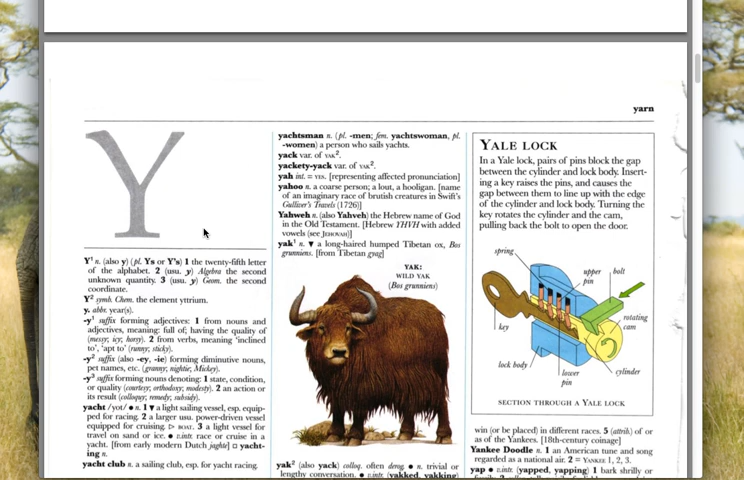 yarn
Y
Y¹ n. (also y) (pl. Ys or Y's) 1 the twenty-fifth letter
of the alphabet. 2 (usu. y) Algebra the second
unknown quantity. 3 (usu. y) Geom. the second
coordinate.
Y² symb. Chem. the element yttrium.
y. abbr. year(s).
-y¹ suffix forming adjectives: 1 from nouns and
adjectives, meaning: full of; having the quality of
(messy; icy; horsy). 2 from verbs, meaning 'inclined
to', 'apt to' (runny; sticky).
-y² suffix (also -ey, -ie) forming diminutive nouns,
pet names, etc. (granny; nightie, Mickey).
-y³ suffix forming nouns denoting: 1 state, condition,
or quality (courtesy; orthodoxy; modesty). 2 an action or
its result (colloquy; remedy; subsidy).
yacht /yot/ ● n. 1 ▼ a light sailing vessel, esp. equip-
ped for racing. 2 a larger usu. power-driven vessel
equipped for cruising. ▷ BOAT. 3 a light vessel for
travel on sand or ice. ● v.intr. race or cruise in a
yacht. [from early modern Dutch jaghte] □ yacht-
ing n.
yacht club n. a sailing club, esp. for yacht racing.
yachtsman n. (pl. -men; fem. yachtswoman, pl.
-women) a person who sails yachts.
yack var. of YAK².
yackety-yack var. of YAK².
yah int. = YES. [representing affected pronunciation]
yahoo n. a coarse person; a lout, a hooligan. [name
of an imaginary race of brutish creatures in Swift's
Gulliver's Travels (1726)]
Yahweh n. (also Yahveh) the Hebrew name of God
in the Old Testament. [Hebrew YHVH with added
vowels (see JEHOVAH)]
yak¹ n. ▼ a long-haired humped Tibetan ox, Bos
grunniens. [from Tibetan gyag]
YAK:
WILD YAK
(Bos grunniens)
yak² (also yack) colloq. often derog. ● n. trivial or
lengthy conversation. ● v.intr. (yakked, yakking)
YALE LOCK
In a Yale lock, pairs of pins block the gap
between the cylinder and lock body. Insert-
ing a key raises the pins, and causes the
gap between them to line up with the edge
of the cylinder and lock body. Turning the
key rotates the cylinder and the cam,
pulling back the bolt to open the door.
spring
upper
pin
bolt
rotating
cam
key
lock body
lower
pin
cylinder
SECTION THROUGH A YALE LOCK
win (or be placed) in different races. 5 (attrib.) of or
as of the Yankees. [18th-century coinage]
Yankee Doodle n. 1 an American tune and song
regarded as a national air. 2 = YANKEE 1, 2, 3.
yap ● v.intr. (yapped, yapping) 1 bark shrilly or